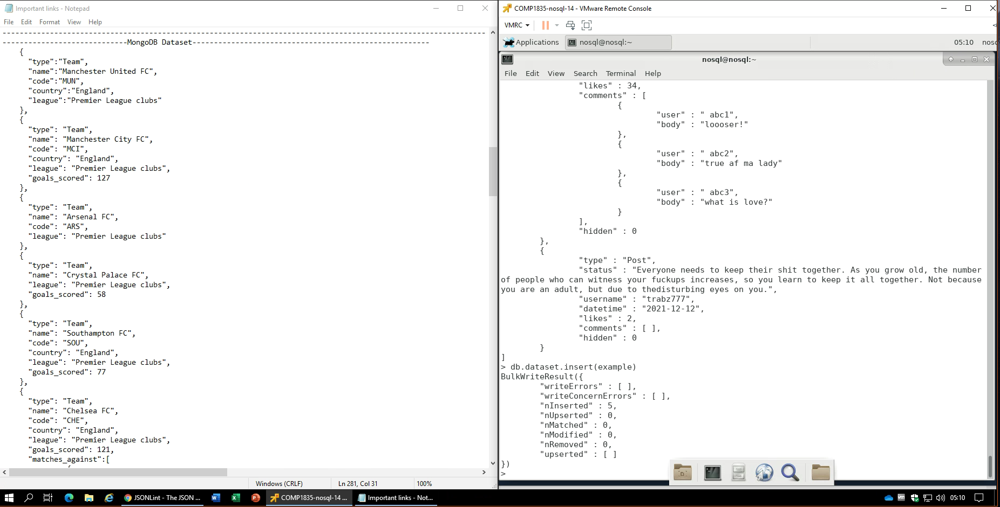 Important links - Notepad
File Edit Format View Help
-----------------------------MongoDB Dataset-------------------------------------------------------
{
"type":"Team",
"name":"Manchester United FC",
"code":"MUN",
"country":"England",
"league":"Premier League clubs"
},
{
"type": "Team",
"name": "Manchester City FC",
"code": "MCI",
"country": "England",
"league": "Premier League clubs",
"goals_scored": 127
},
{
"type": "Team",
"name": "Arsenal FC",
"code": "ARS",
"league": "Premier League clubs"
},
{
"type": "Team",
"name": "Crystal Palace FC",
"league": "Premier League clubs",
"goals_scored": 58
},
{
"type": "Team",
"name": "Southampton FC",
"code": "SOU",
"country": "England",
"league": "Premier League clubs",
"goals_scored": 77
},
{
"type": "Team",
"name": "Chelsea FC",
"code": "CHE",
"country": "England",
"league": "Premier League clubs",
"goals_scored": 121,
"matches_against":[
Windows (CRLF) Ln 281, Col 31 100%
COMP1835-nosql-14 - VMware Remote Console
VMRC
Applications nosql@nosql:~ 05:10 nosq
nosql@nosql:~
File Edit View Search Terminal Help
"likes" : 34,
"comments" : [
{
"user" : " abc1",
"body" : "loooser!"
},
{
"user" : " abc2",
"body" : "true af ma lady"
},
{
"user" : " abc3",
"body" : "what is love?"
}
],
"hidden" : 0
},
{
"type" : "Post",
"status" : "Everyone needs to keep their shit together. As you grow old, the number
of people who can witness your fuckups increases, so you learn to keep it all together. Not because
you are an adult, but due to thedisturbing eyes on you.",
"username" : "trabz777",
"datetime" : "2021-12-12",
"likes" : 2,
"comments" : [ ],
"hidden" : 0
}
]
> db.dataset.insert(example)
BulkWriteResult({
"writeErrors" : [ ],
"writeConcernErrors" : [ ],
"nInserted" : 5,
"nUpserted" : 0,
"nMatched" : 0,
"nModified" : 0,
"nRemoved" : 0,
"upserted" : [ ]
})
>
JSONLint - The JSON ... COMP1835-nosql-14 ... Important links - Not... 05:10